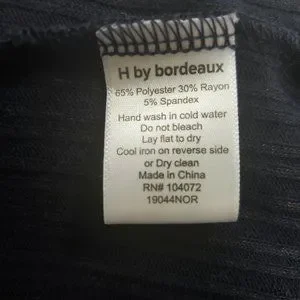 H by bordeaux
65% Polyester 30% Rayon
5% Spandex
Hand wash in cold water
Do not bleach
Lay flat to dry
Cool iron on reverse side
or Dry clean
Made in China
RN# 104072
19044NOR